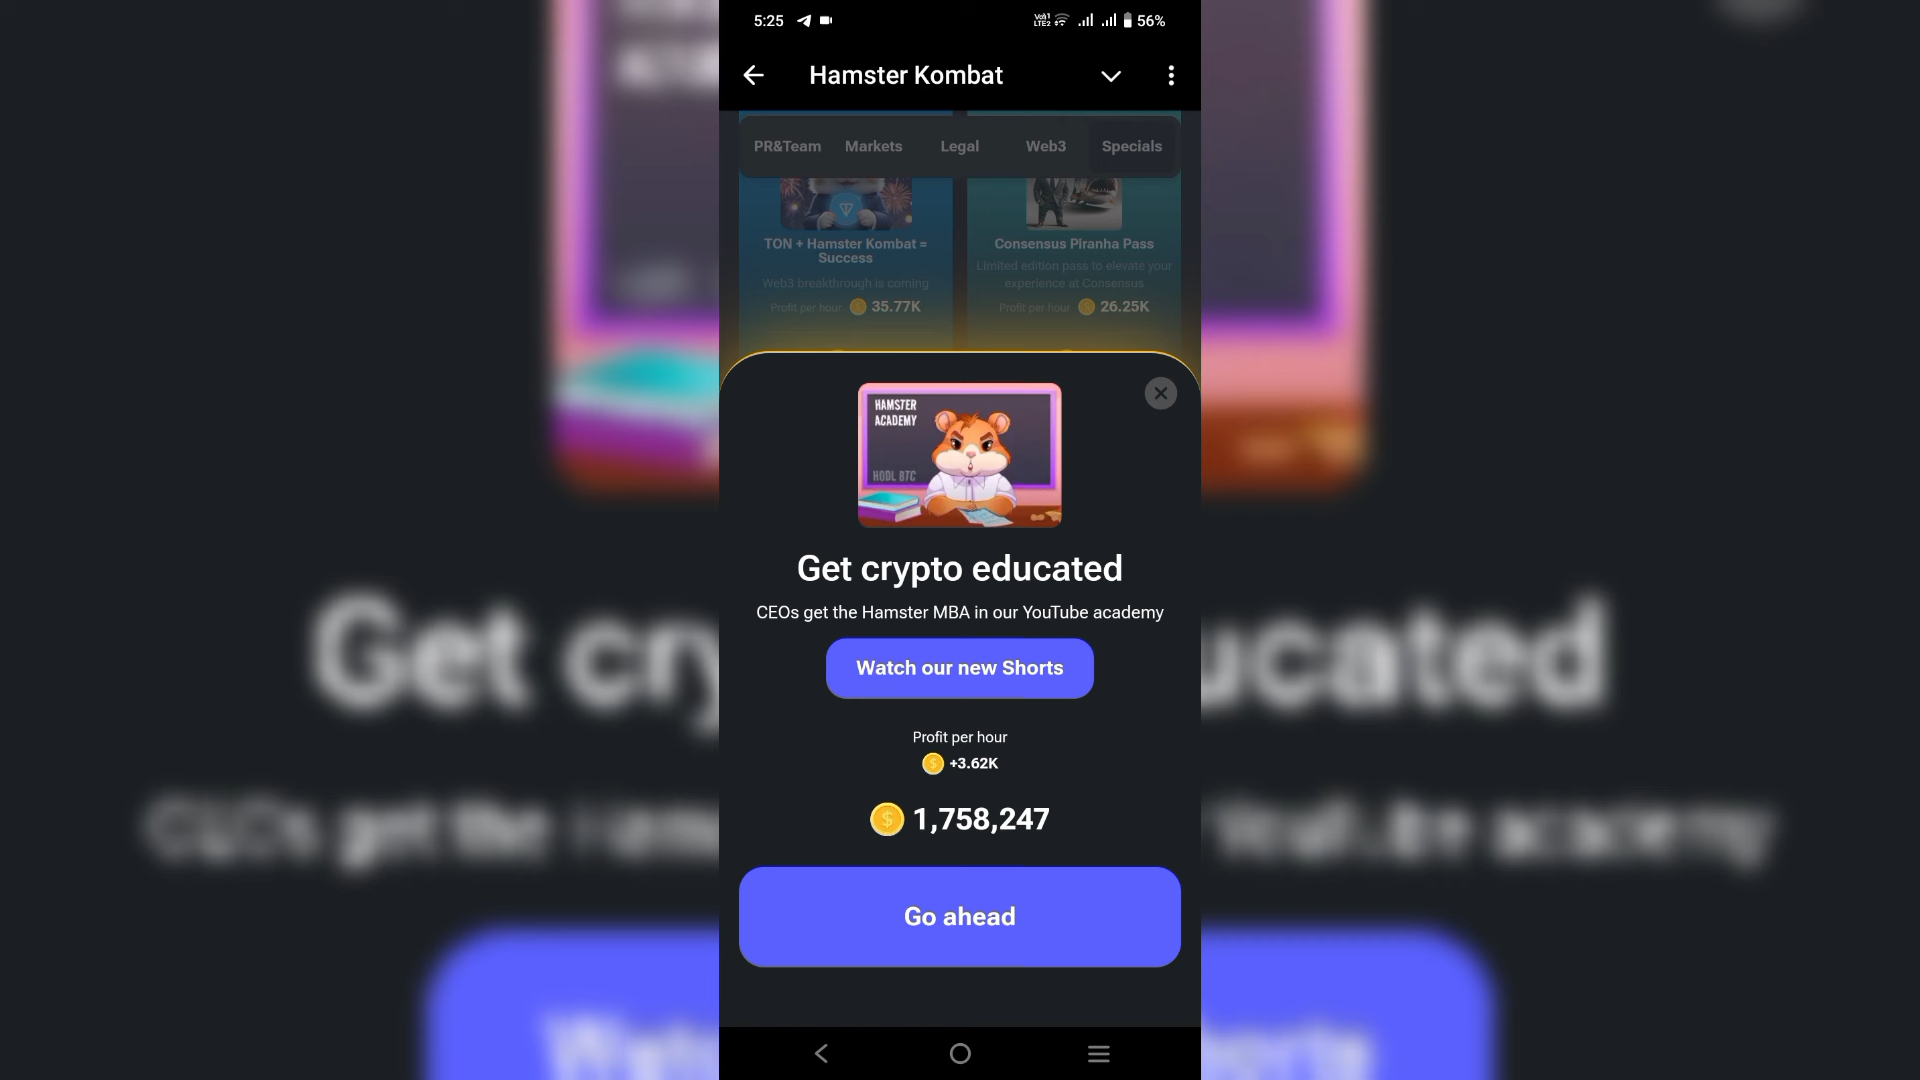 5:25
Vo))1
LTE2
56%
Hamster Kombat
PR&Team Markets Legal Web3 Specials
TON + Hamster Kombat =
Success
Web3 breakthrough is coming
Profit per hour 35.77K
Consensus Piranha Pass
Limited edition pass to elevate your
experience at Consensus
Profit per hour 26.25K
HAMSTER
ACADEMY
HODL BTC
Get crypto educated
CEOs get the Hamster MBA in our YouTube academy
Watch our new Shorts
Profit per hour
+3.62K
1,758,247
Go ahead